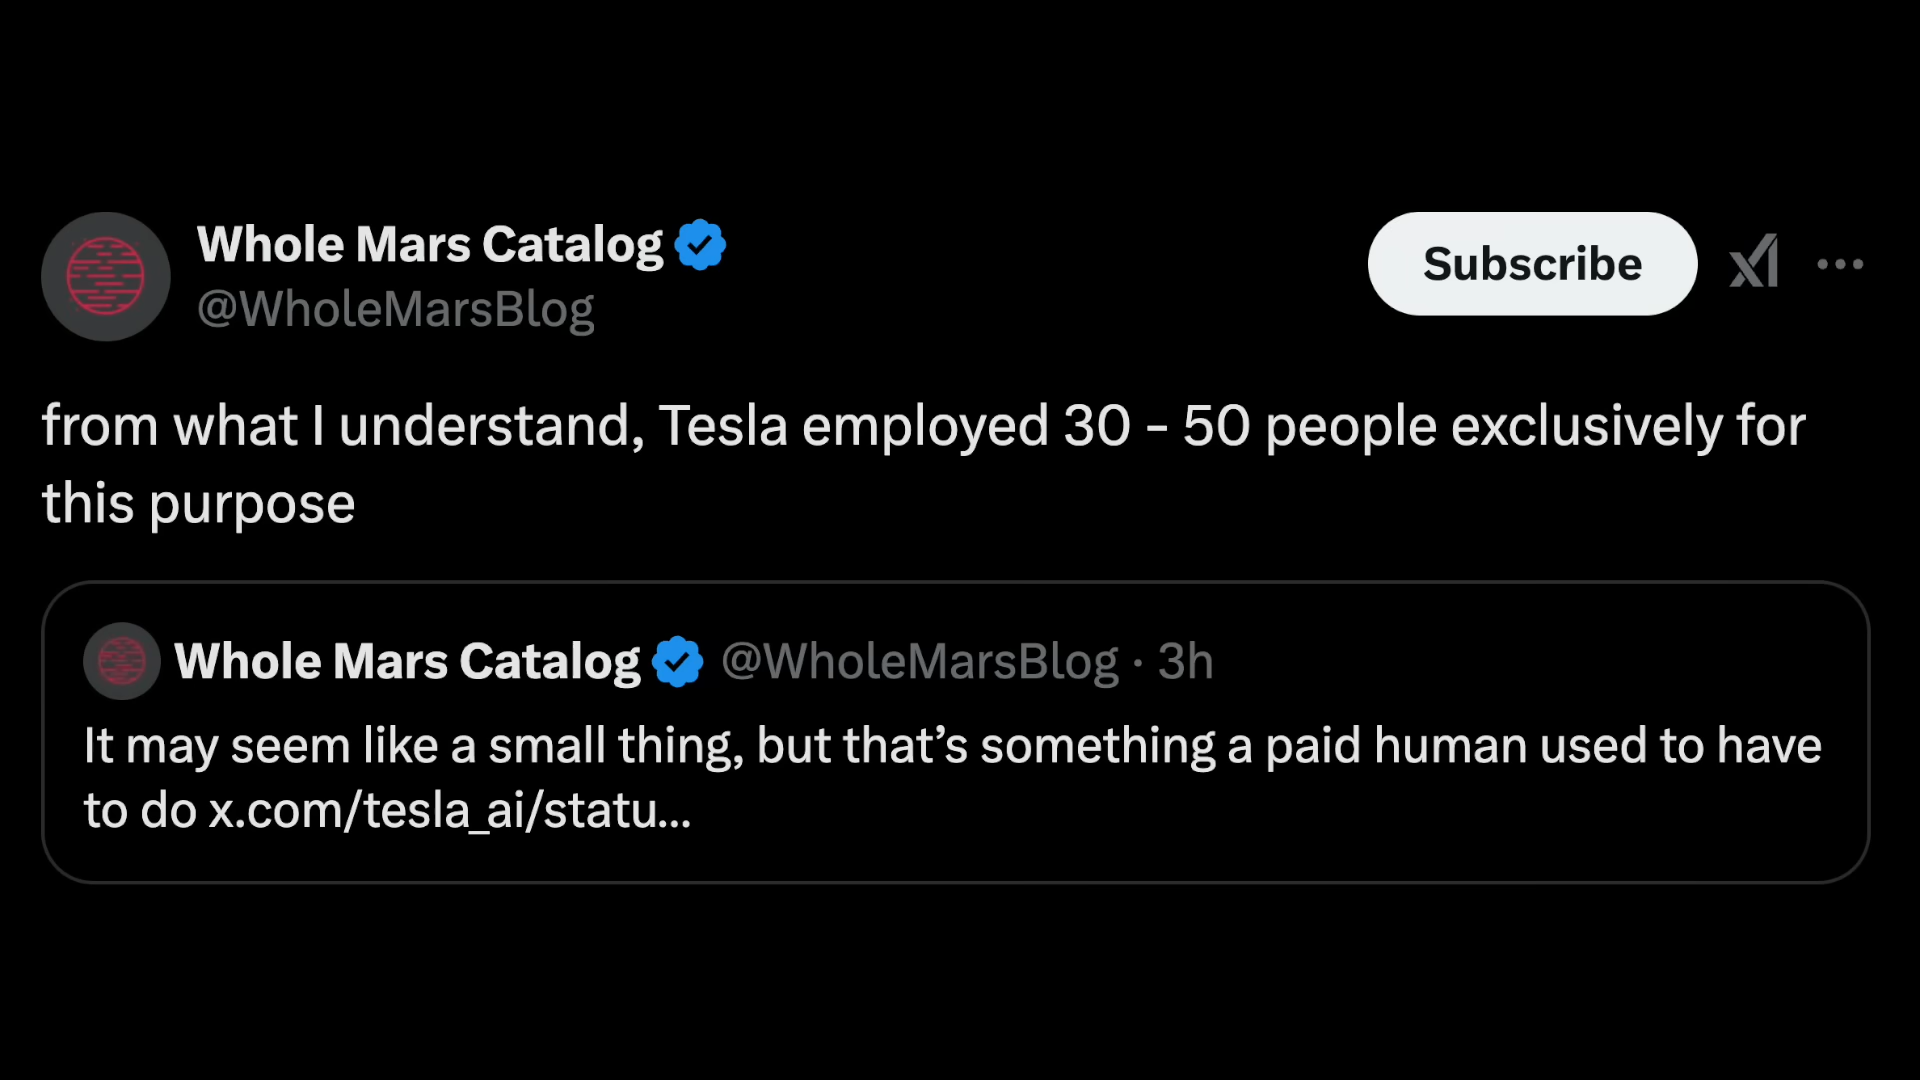 Whole Mars Catalog
@WholeMarsBlog
Subscribe
from what I understand, Tesla employed 30 - 50 people exclusively for
this purpose
Whole Mars Catalog @WholeMarsBlog · 3h
It may seem like a small thing, but that’s something a paid human used to have
to do x.com/tesla_ai/statu...